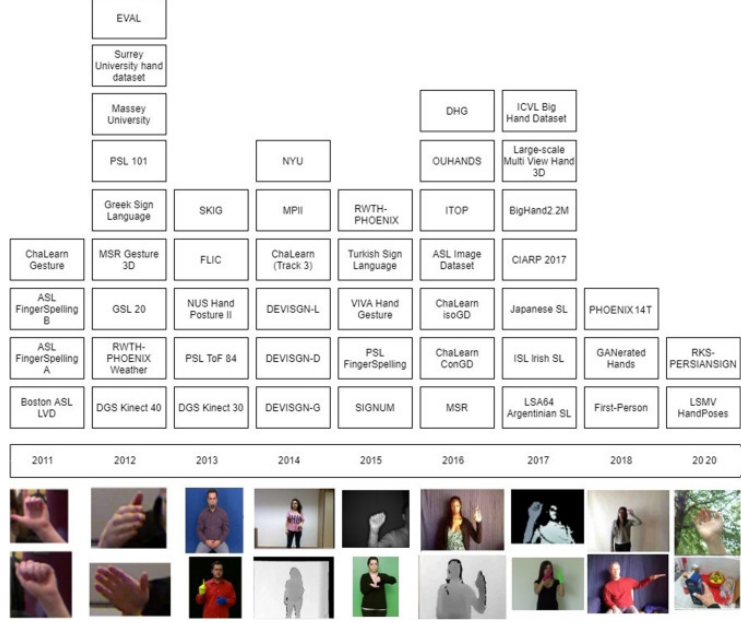 EVAL
Surrey
University hand
dataset
Massey
University
DHG
ICVL Big
Hand Dataset
PSL 101
NYU
OUHANDS
Large-scale
Multi View Hand
3D
Greek Sign
Language
SKIG
MPII
RWTH-
PHOENIX
ITOP
BigHand2.2M
ChaLearn
Gesture
MSR Gesture
3D
FLIC
ChaLearn
(Track 3)
Turkish Sign
Language
ASL Image
Dataset
CIARP 2017
ASL
FingerSpelling
B
GSL 20
NUS Hand
Posture II
DEVISGN-L
VIVA Hand
Gesture
ChaLearn
isoGD
Japanese SL
PHOENIX14T
ASL
FingerSpelling
A
RWTH-
PHOENIX
Weather
PSL ToF 84
DEVISGN-D
PSL
FingerSpelling
ChaLearn
ConGD
ISL Irish SL
GANerated
Hands
RKS-
PERSIANSIGN
Boston ASL
LVD
DGS Kinect 40
DGS Kinect 30
DEVISGN-G
SIGNUM
MSR
LSA64
Argentinian SL
First-Person
LSMV
HandPoses
2011 2012 2013 2014 2015 2016 2017 2018 20 20